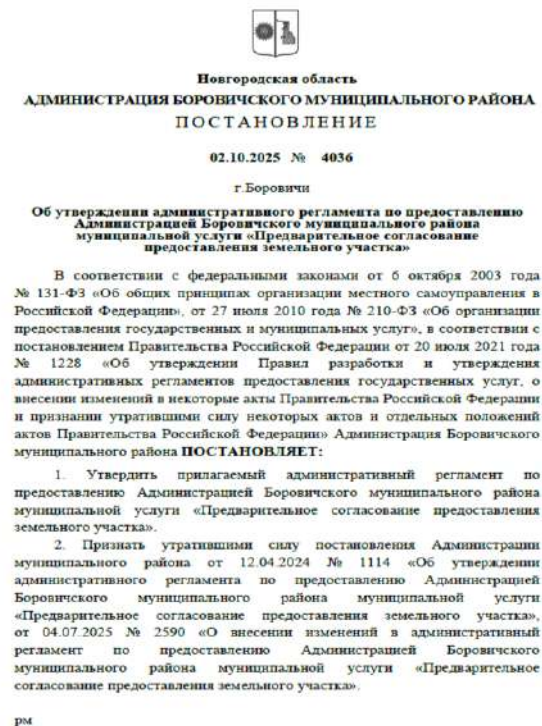 Новгородская область
АДМИНИСТРАЦИЯ БОРОВИЧСКОГО МУНИЦИПАЛЬНОГО РАЙОНА
ПОСТАНОВЛЕНИЕ
02.10.2025 № 4036
г.Боровичи
Об утверждении административного регламента по предоставлению
Администрацией Боровичского муниципального района
муниципальной услуги «Предварительное согласование
предоставления земельного участка»
В соответствии с федеральными законами от 6 октября 2003 года
№ 131-ФЗ «Об общих принципах организации местного самоуправления в
Российской Федерации», от 27 июля 2010 года № 210-ФЗ «Об организации
предоставления государственных и муниципальных услуг», в соответствии с
постановлением Правительства Российской Федерации от 20 июля 2021 года
№ 1228 «Об утверждении Правил разработки и утверждения
административных регламентов предоставления государственных услуг, о
внесении изменений в некоторые акты Правительства Российской Федерации
и признании утратившими силу некоторых актов и отдельных положений
актов Правительства Российской Федерации» Администрация Боровичского
муниципального района ПОСТАНОВЛЯЕТ:
1. Утвердить прилагаемый административный регламент по
предоставлению Администрацией Боровичского муниципального района
муниципальной услуги «Предварительное согласование предоставления
земельного участка».
2. Признать утратившими силу постановления Администрации
муниципального района от 12.04.2024 № 1114 «Об утверждении
административного регламента по предоставлению Администрацией
Боровичского муниципального района муниципальной услуги
«Предварительное согласование предоставления земельного участка»,
от 04.07.2025 № 2590 «О внесении изменений в административный
регламент по предоставлению Администрацией Боровичского
муниципального района муниципальной услуги «Предварительное
согласование предоставления земельного участка».
рм